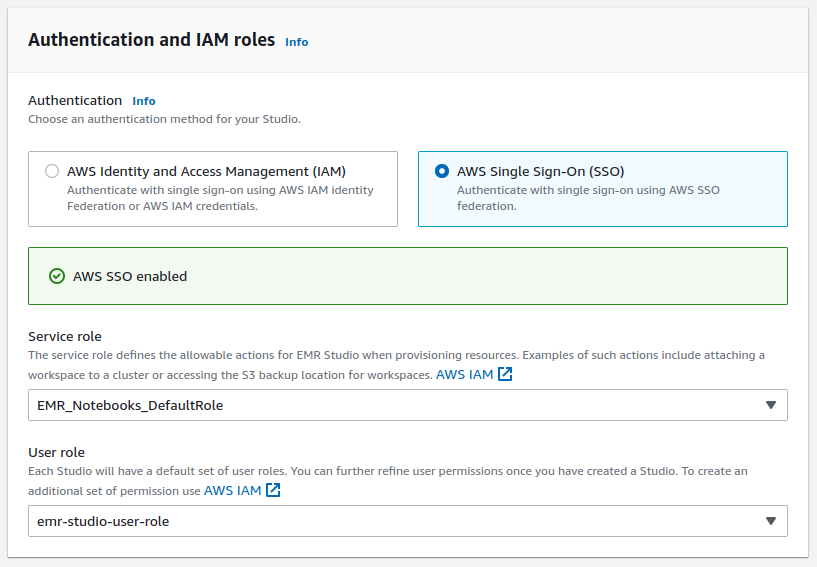 Authentication and IAM roles Info
Authentication Info
Choose an authentication method for your Studio.
AWS Identity and Access Management (IAM)
Authenticate with single sign-on using AWS IAM identity
Federation or AWS IAM credentials.
AWS Single Sign-On (SSO)
Authenticate with single sign-on using AWS SSO
federation.
AWS SSO enabled
Service role
The service role defines the allowable actions for EMR Studio when provisioning resources. Examples of such actions include attaching a
workspace to a cluster or accessing the S3 backup location for workspaces. AWS IAM
EMR_Notebooks_DefaultRole
User role
Each Studio will have a default set of user roles. You can further refine user permissions once you have created a Studio. To create an
additional set of permission use AWS IAM
emr-studio-user-role